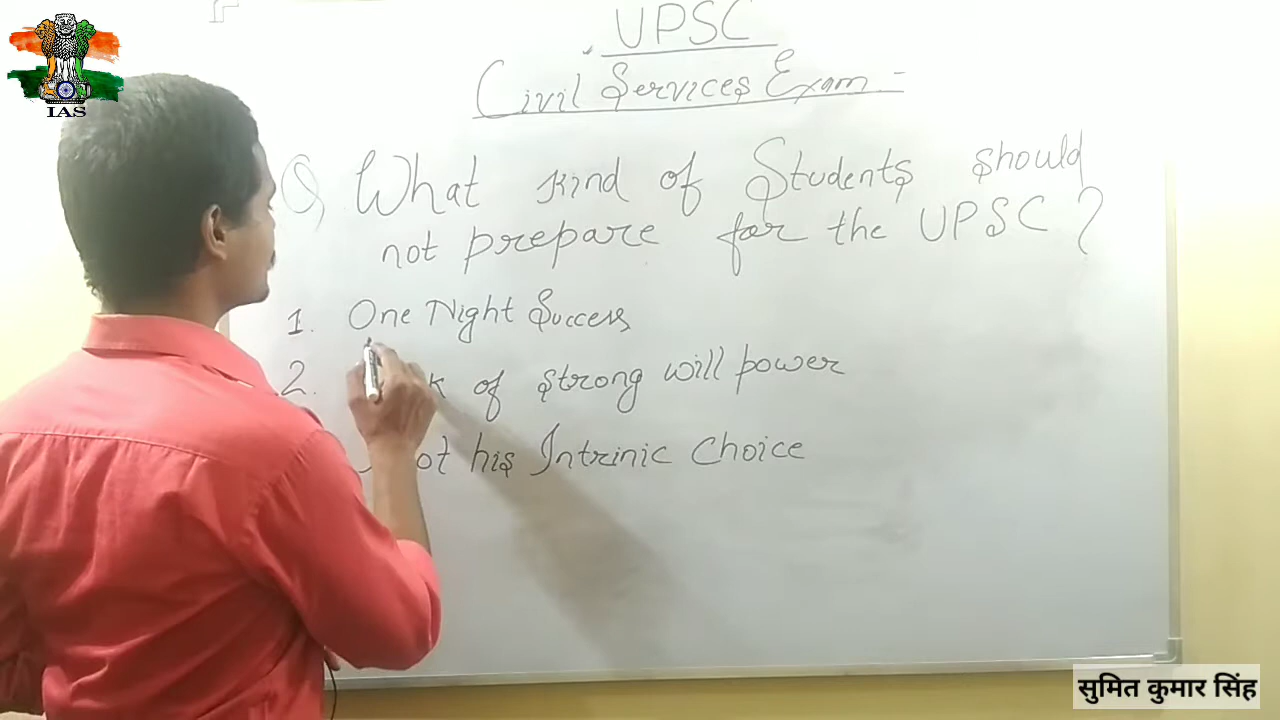 IAS
UPSC
Civil Services Exam :-
Q, What kind of Students should
not prepare for the UPSC ?
1. One Night Success
2. of strong will power
his Intrinic Choice
सुमित कुमार सिंह